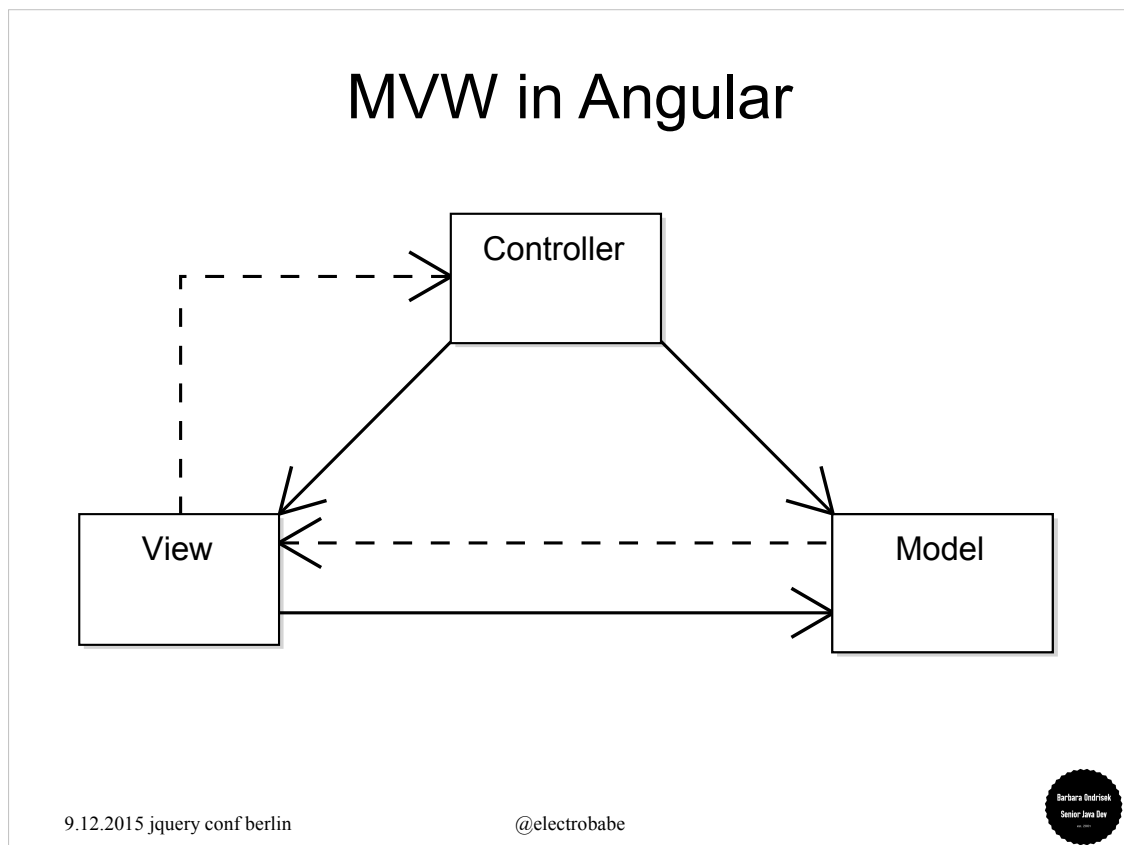 MVW in Angular
Controller
View
Model
9.12.2015 jquery conf berlin
@electrobabe
Barbara Ondrisek
Senior Java Dev